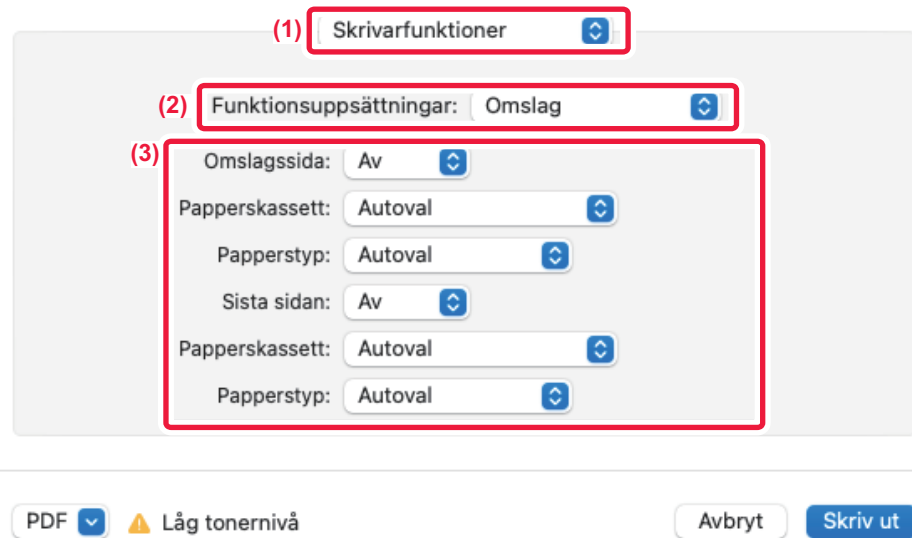 (1) Skrivarfunktioner
(2) Funktionsuppsättningar: Omslag
(3) Omslagssida: Av
Papperskassett: Autoval
Papperstyp: Autoval
Sista sidan: Av
Papperskassett: Autoval
Papperstyp: Autoval
PDF Låg tonernivå Avbryt Skriv ut